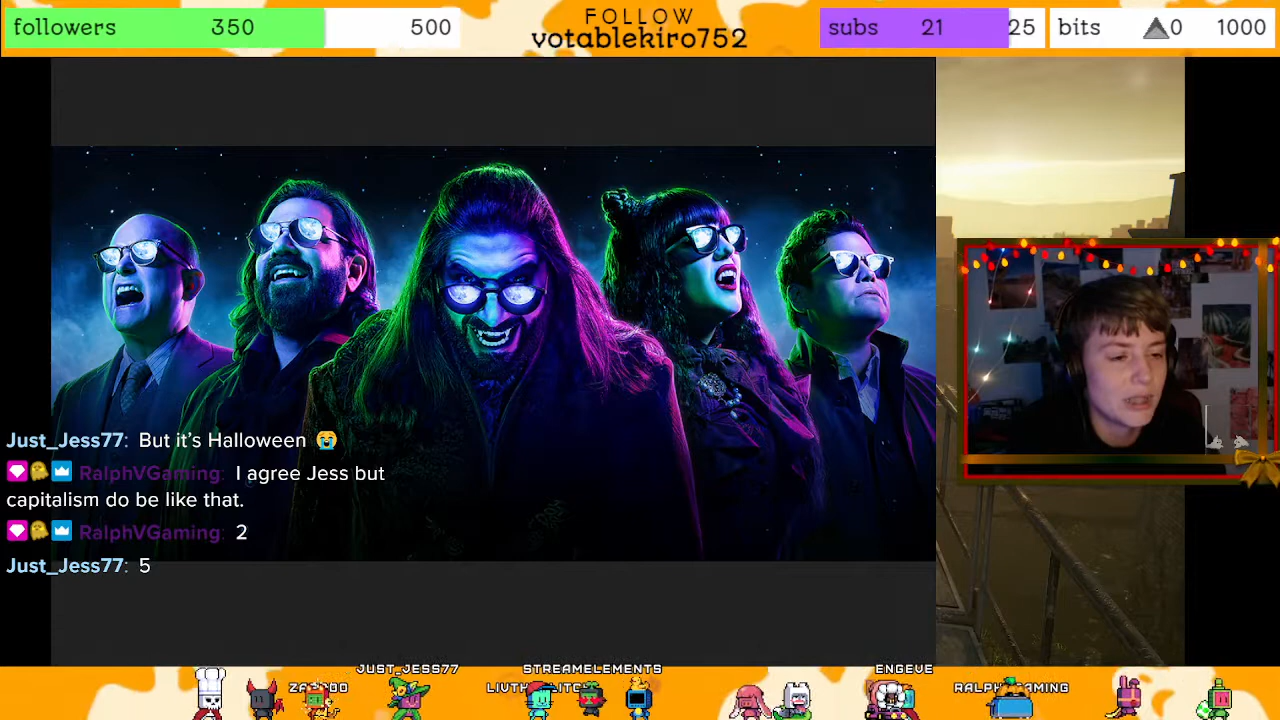 followers 350 500
FOLLOW
votablekiro752
subs 21 25
bits 0 1000
Just_Jess77: But it's Halloween 😭
RalphVGaming: I agree Jess but
capitalism do be like that.
RalphVGaming: 2
Just_Jess77: 5
JUST_JESS77
STREAMELEMENTS
ENGEVE